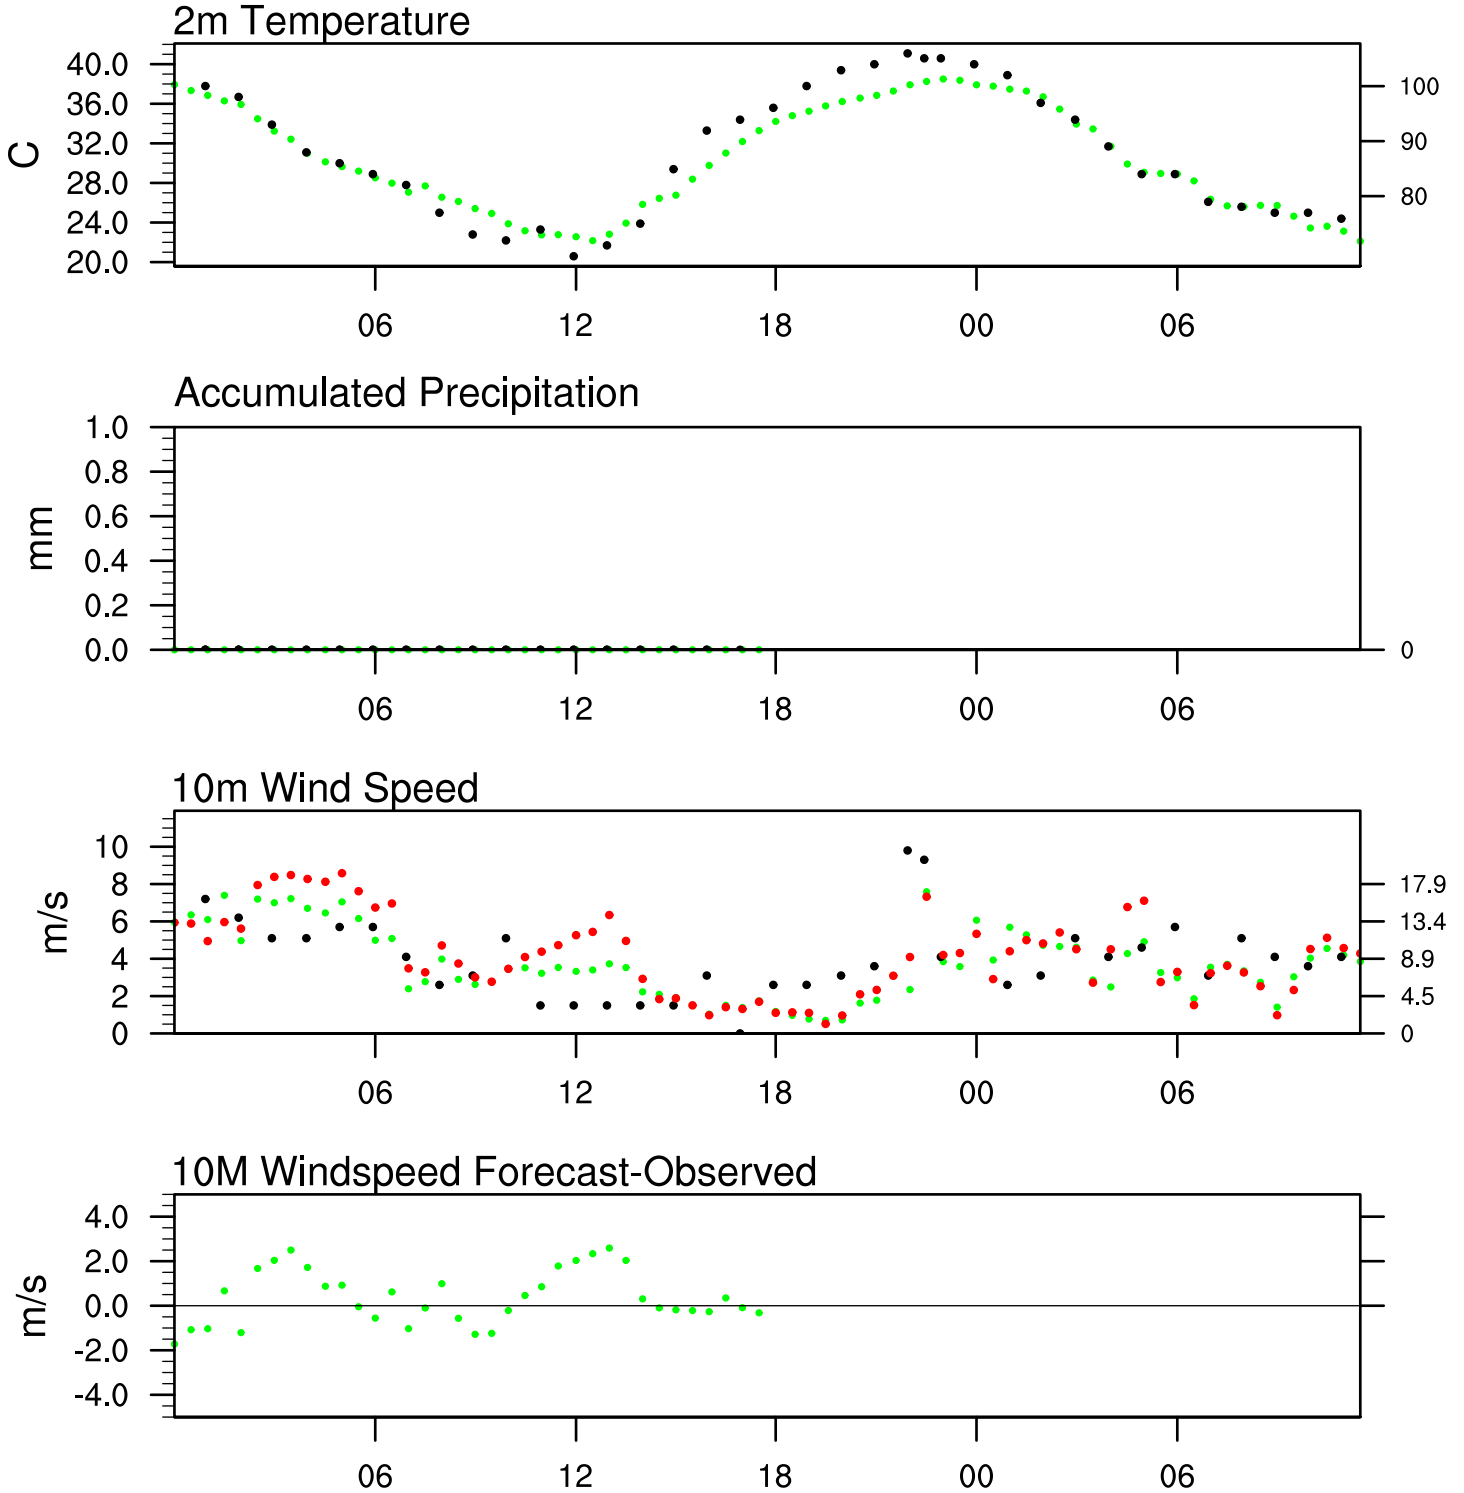 2m Temperature
40.0
36.0
32.0
28.0
24.0
20.0
C
100
90
80
06 12 18 00 06
Accumulated Precipitation
1.0
0.8
0.6
0.4
0.2
0.0
mm
0
06 12 18 00 06
10m Wind Speed
10
8
6
4
2
0
m/s
17.9
13.4
8.9
4.5
0
06 12 18 00 06
10M Windspeed Forecast-Observed
4.0
2.0
0.0
-2.0
-4.0
m/s
06 12 18 00 06